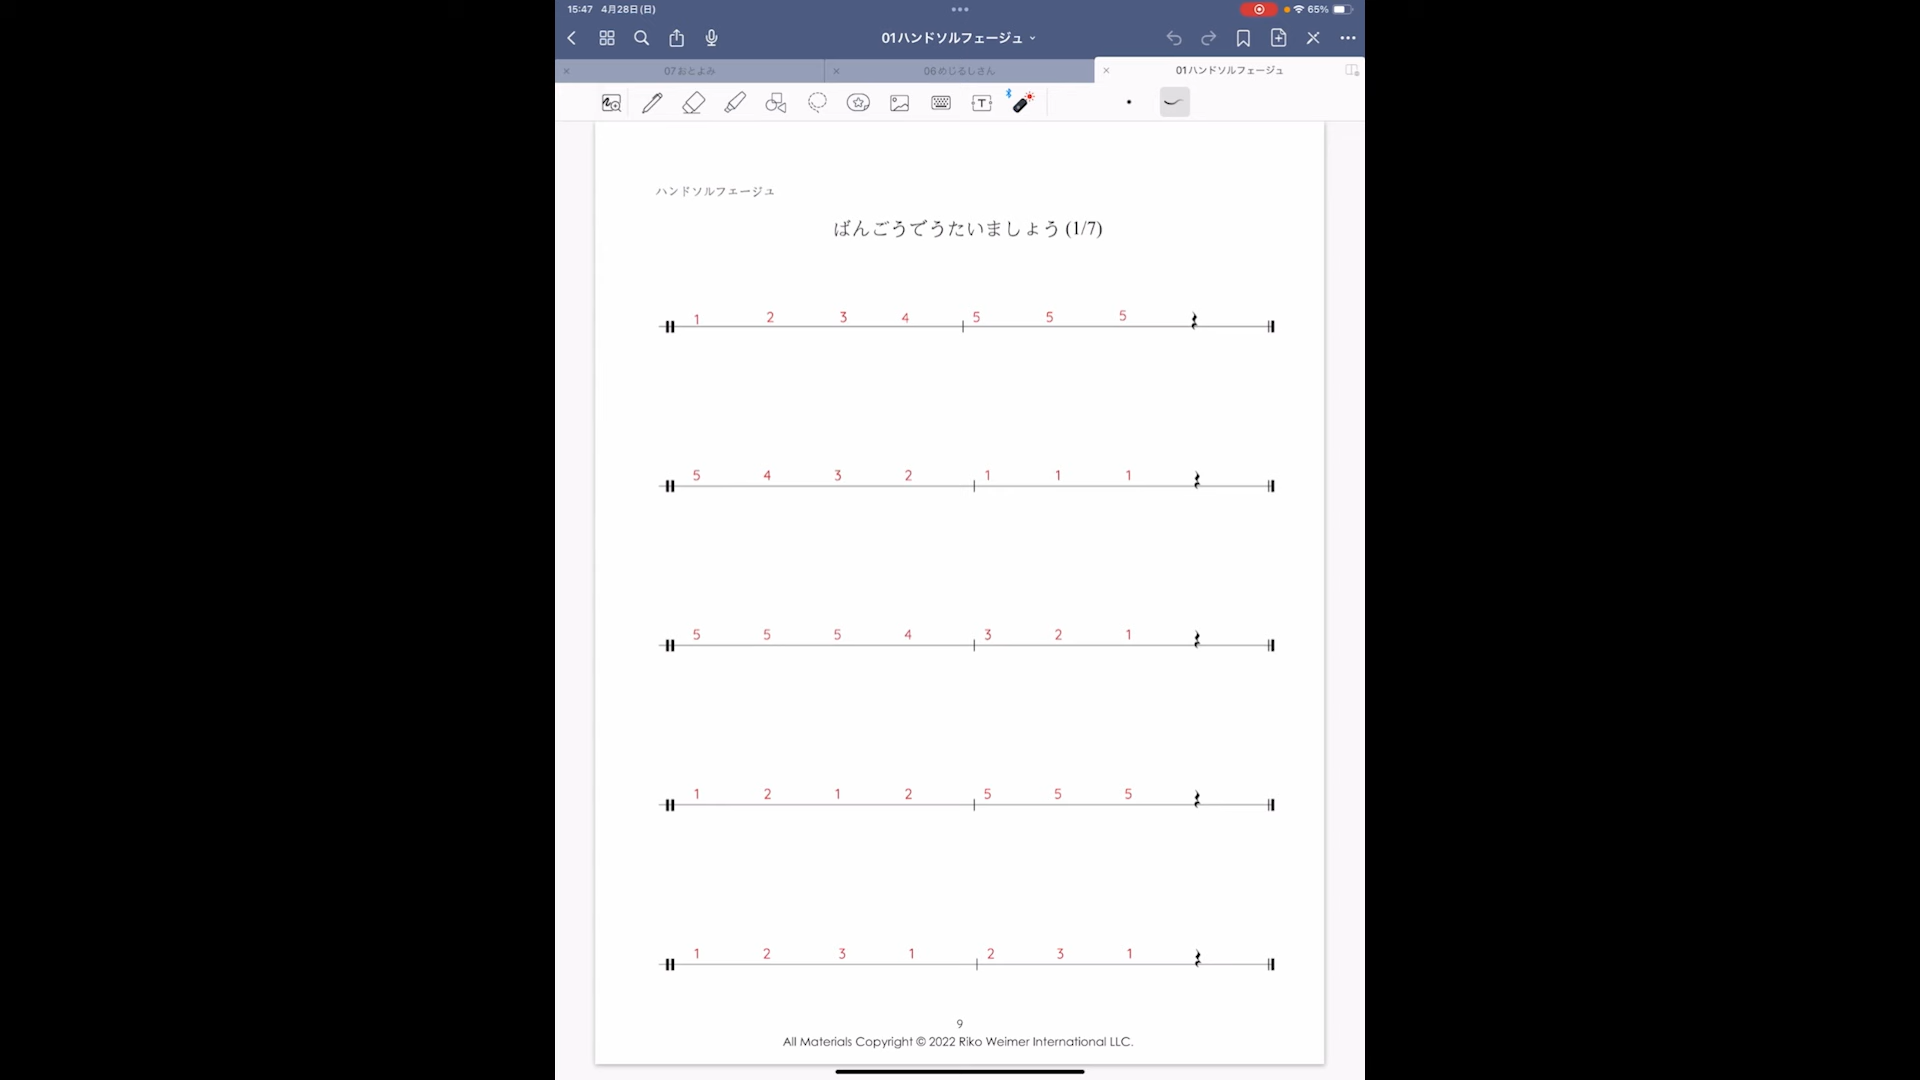 15:47 4月28日(日) 65%
01ハンドソルフェージュ
07おとよみ 06めじるしさん 01ハンドソルフェージュ
ハンドソルフェージュ
ばんごうでうたいましょう (1/7)
1 2 3 4 5 5 5
5 4 3 2 1 1 1
5 5 5 4 3 2 1
1 2 1 2 5 5 5
1 2 3 1 2 3 1
9
All Materials Copyright © 2022 Riko Weimer International LLC.